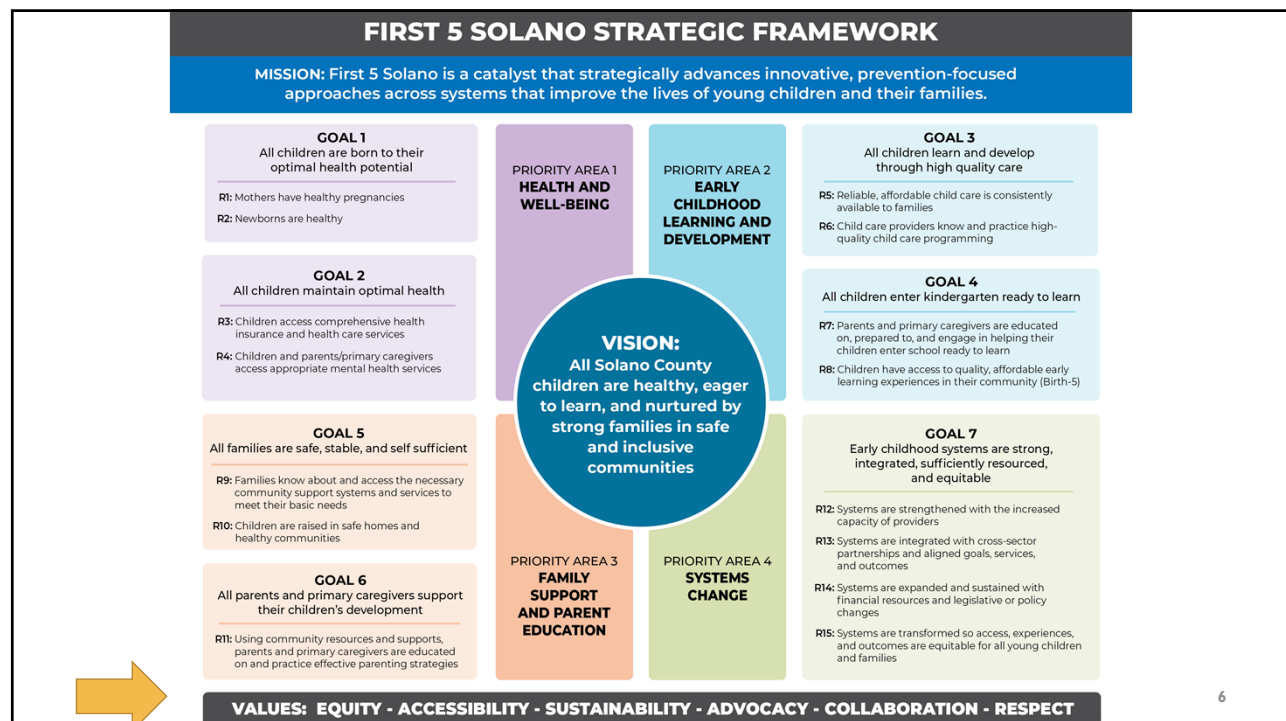 FIRST 5 SOLANO STRATEGIC FRAMEWORK
MISSION: First 5 Solano is a catalyst that strategically advances innovative, prevention-focused
approaches across systems that improve the lives of young children and their families.
GOAL 1
All children are born to their
optimal health potential
R1: Mothers have healthy pregnancies
R2: Newborns are healthy
GOAL 2
All children maintain optimal health
R3: Children access comprehensive health
insurance and health care services
R4: Children and parents/primary caregivers
access appropriate mental health services
PRIORITY AREA 1
HEALTH AND
WELL-BEING
PRIORITY AREA 2
EARLY
CHILDHOOD
LEARNING AND
DEVELOPMENT
GOAL 3
All children learn and develop
through high quality care
R5: Reliable, affordable child care is consistently
available to families
R6: Child care providers know and practice high-
quality child care programming
GOAL 4
All children enter kindergarten ready to learn
R7: Parents and primary caregivers are educated
on, prepared to, and engage in helping their
children enter school ready to learn
R8: Children have access to quality, affordable early
learning experiences in their community (Birth-5)
VISION:
All Solano County
children are healthy, eager
to learn, and nurtured by
strong families in safe
and inclusive
communities
GOAL 5
All families are safe, stable, and self sufficient
R9: Families know about and access the necessary
community support systems and services to
meet their basic needs
R10: Children are raised in safe homes and
healthy communities
GOAL 6
All parents and primary caregivers support
their children's development
R11: Using community resources and supports,
parents and primary caregivers are educated
on and practice effective parenting strategies
PRIORITY AREA 3
FAMILY
SUPPORT
AND PARENT
EDUCATION
PRIORITY AREA 4
SYSTEMS
CHANGE
GOAL 7
Early childhood systems are strong,
integrated, sufficiently resourced,
and equitable
R12: Systems are strengthened with the increased
capacity of providers
R13: Systems are integrated with cross-sector
partnerships and aligned goals, services,
and outcomes
R14: Systems are expanded and sustained with
financial resources and legislative or policy
changes
R15: Systems are transformed so access, experiences,
and outcomes are equitable for all young children
and families
VALUES: EQUITY - ACCESSIBILITY - SUSTAINABILITY - ADVOCACY - COLLABORATION - RESPECT
6